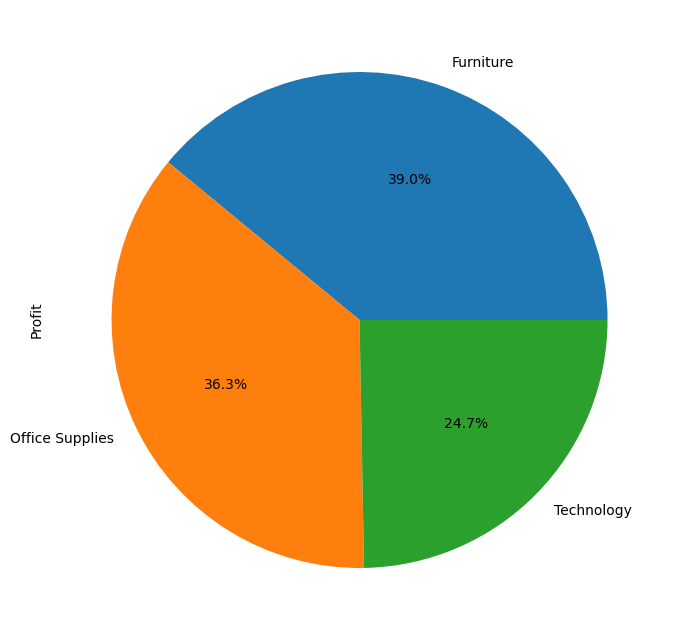 Furniture
39.0%
Profit
36.3%
24.7%
Office Supplies
Technology